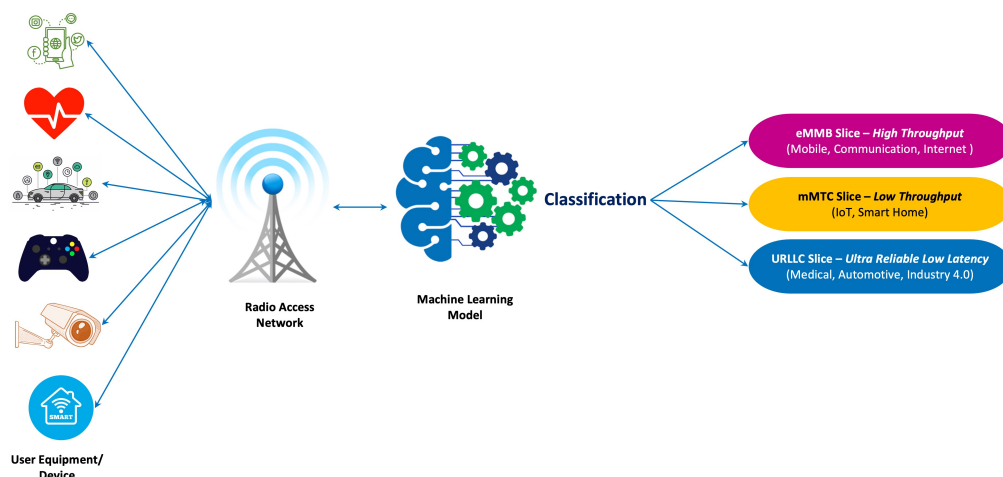 SMART
User Equipment/
Device
Radio Access
Network
Machine Learning
Model
Classification
eMMB Slice – High Throughput
(Mobile, Communication, Internet )
mMTC Slice – Low Throughput
(IoT, Smart Home)
URLLC Slice – Ultra Reliable Low Latency
(Medical, Automotive, Industry 4.0)